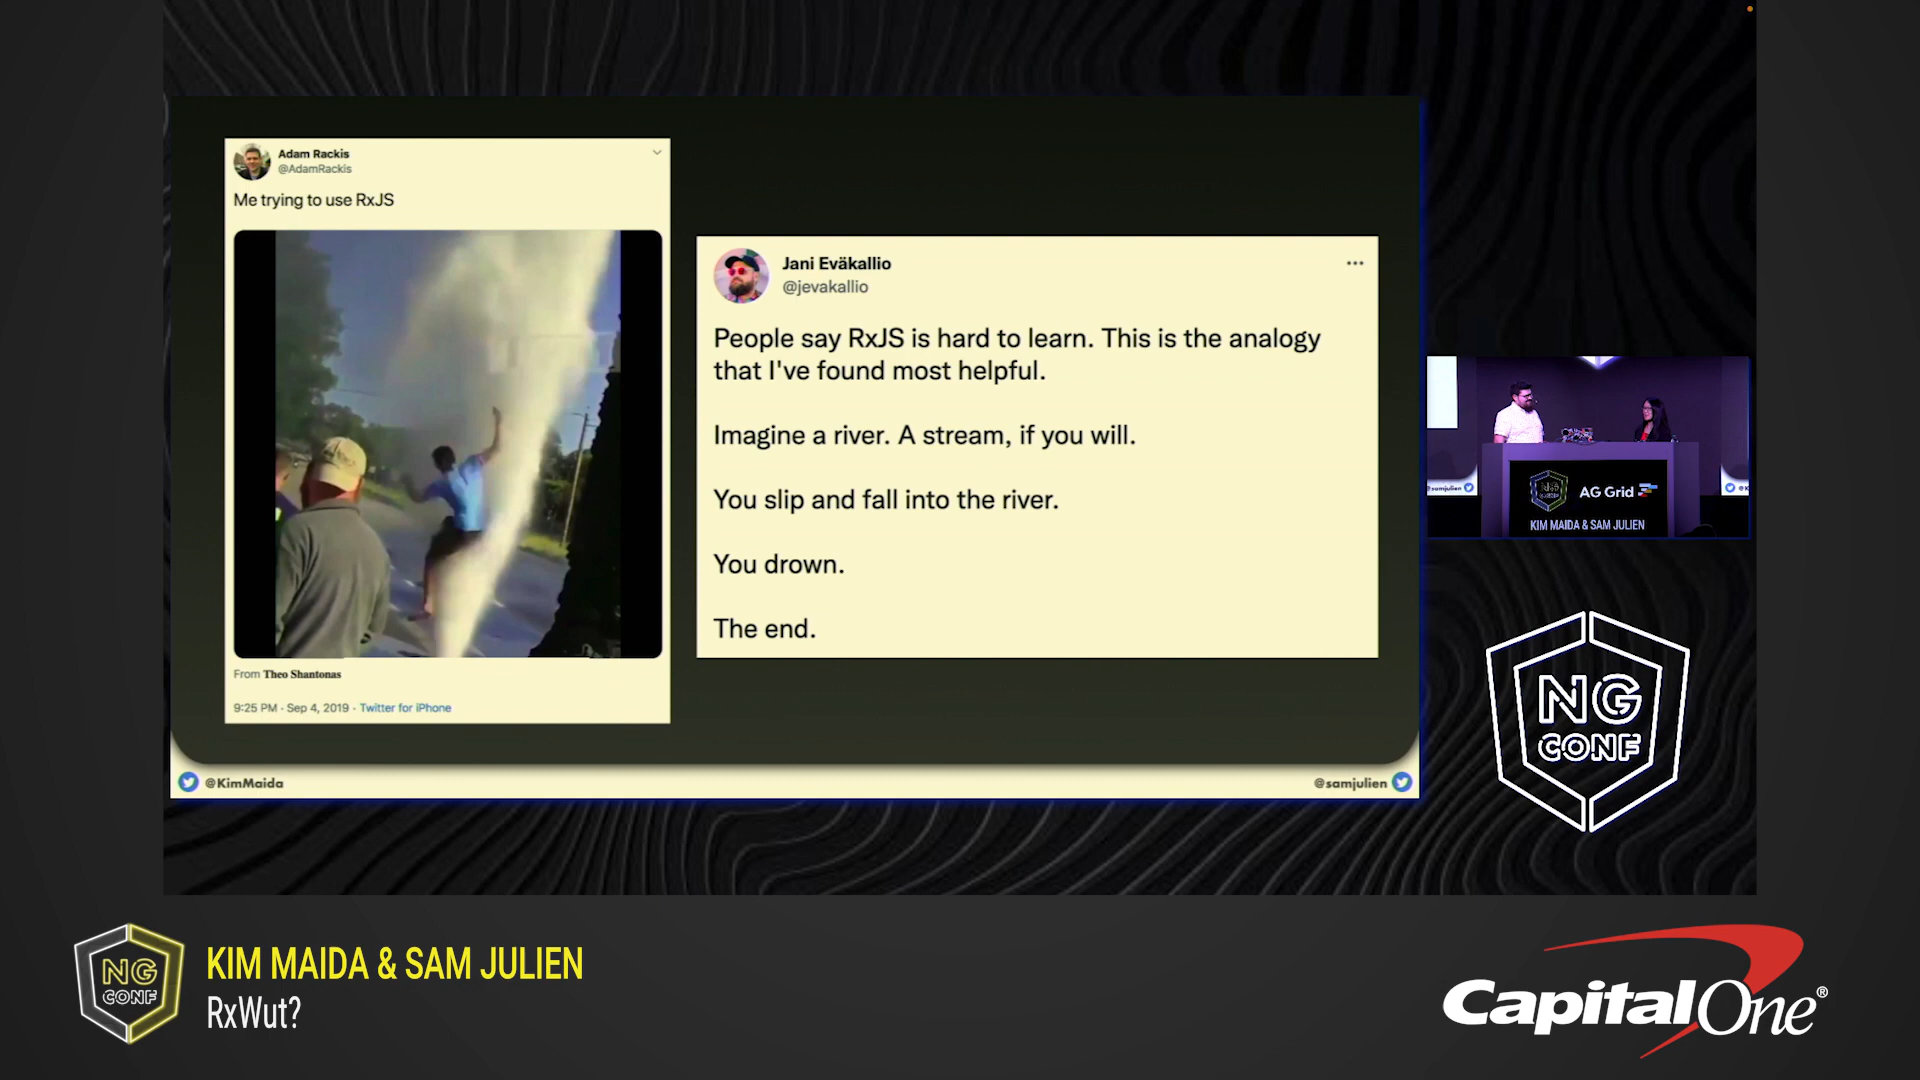 Adam Rackis
@AdamRackis
Me trying to use RxJS
From Theo Shantonas
9:25 PM · Sep 4, 2019 · Twitter for iPhone
Jani Eväkallio
@jevakallio
People say RxJS is hard to learn. This is the analogy
that I've found most helpful.
Imagine a river. A stream, if you will.
You slip and fall into the river.
You drown.
The end.
@KimMaida
@samjulien
@samjulien
NG
CONF
AG Grid
KIM MAIDA & SAM JULIEN
NG
CONF
NG
CONF
KIM MAIDA & SAM JULIEN
RxWut?
CapitalOne®